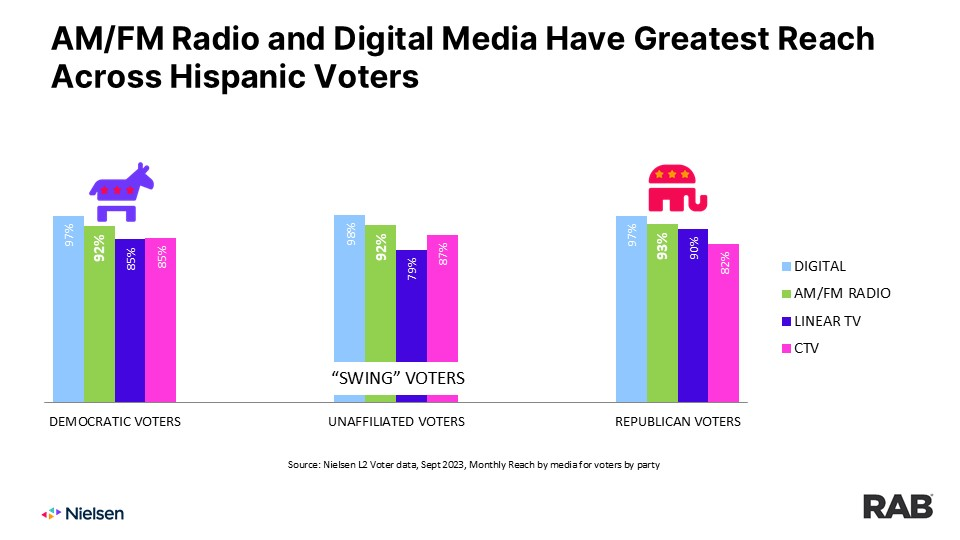 AM/FM Radio and Digital Media Have Greatest Reach
Across Hispanic Voters
97%
92%
85%
85%
98%
92%
79%
87%
97%
93%
90%
82%
DIGITAL
AM/FM RADIO
LINEAR TV
CTV
“SWING” VOTERS
DEMOCRATIC VOTERS
UNAFFILIATED VOTERS
REPUBLICAN VOTERS
Source: Nielsen L2 Voter data, Sept 2023, Monthly Reach by media for voters by party
Nielsen
RAB